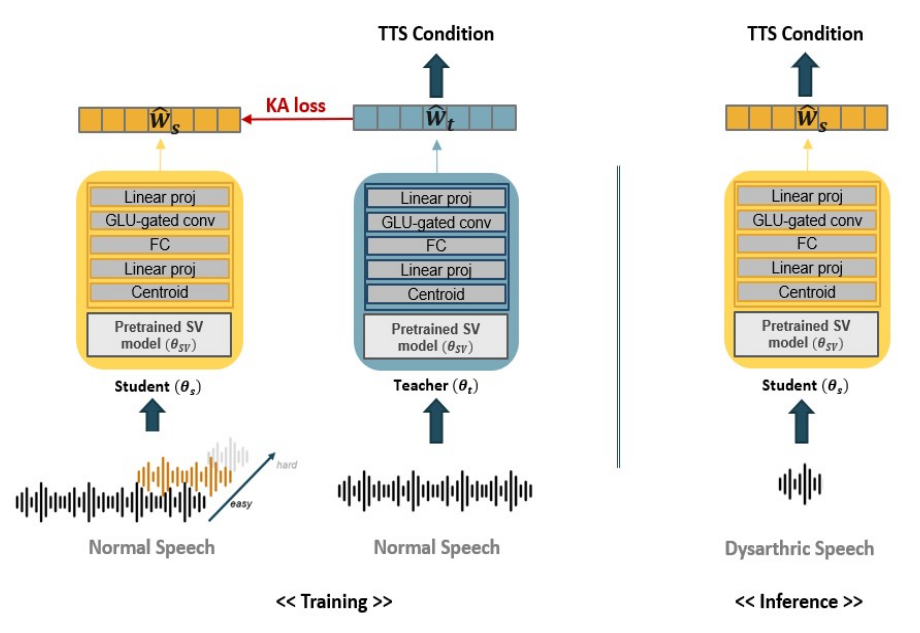 TTS Condition
TTS Condition
KA loss
ŵₛ
ŵₜ
ŵₛ
Linear proj
GLU-gated conv
FC
Linear proj
Centroid
Pretrained SV
model (θ_SV)
Student (θₛ)
Linear proj
GLU-gated conv
FC
Linear proj
Centroid
Pretrained SV
model (θ_SV)
Teacher (θₜ)
Linear proj
GLU-gated conv
FC
Linear proj
Centroid
Pretrained SV
model (θ_SV)
Student (θₛ)
hard
easy
Normal Speech
Normal Speech
Dysarthric Speech
<< Training >>
<< Inference >>